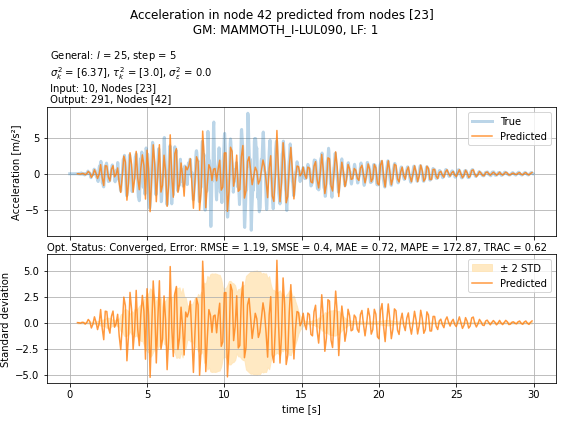 Acceleration in node 42 predicted from nodes [23]
GM: MAMMOTH_I-LUL090, LF: 1
General: l = 25, step = 5
σ²ₖ = [6.37], τ²ₖ = [3.0], σ²ε = 0.0
Input: 10, Nodes [23]
Output: 291, Nodes [42]
Acceleration [m/s²]
5
0
−5
True
Predicted
Opt. Status: Converged, Error: RMSE = 1.19, SMSE = 0.4, MAE = 0.72, MAPE = 172.87, TRAC = 0.62
Standard deviation
5.0
2.5
0.0
−2.5
−5.0
± 2 STD
Predicted
0 5 10 15 20 25 30
time [s]